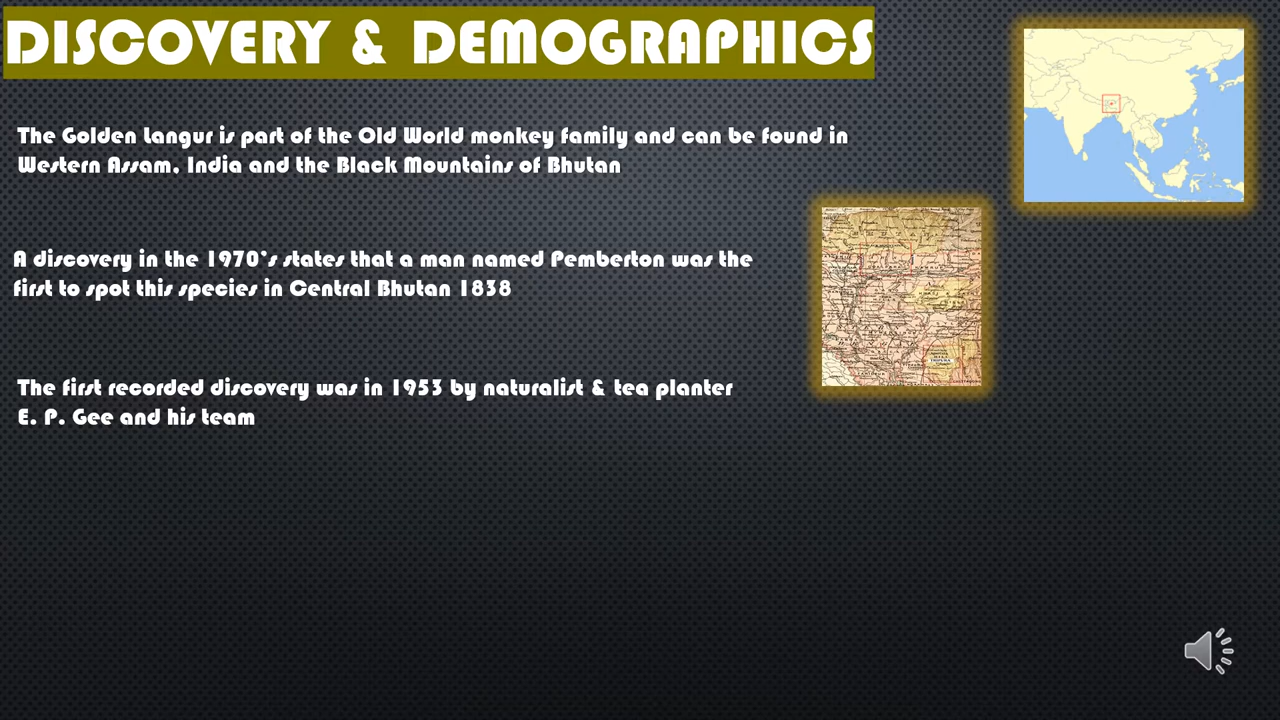 DISCOVERY & DEMOGRAPHICS
The Golden Langur is part of the Old World monkey family and can be found in
Western Assam, India and the Black Mountains of Bhutan
A discovery in the 1970's states that a man named Pemberton was the
first to spot this species in Central Bhutan 1838
The first recorded discovery was in 1953 by naturalist & tea planter
E. P. Gee and his team